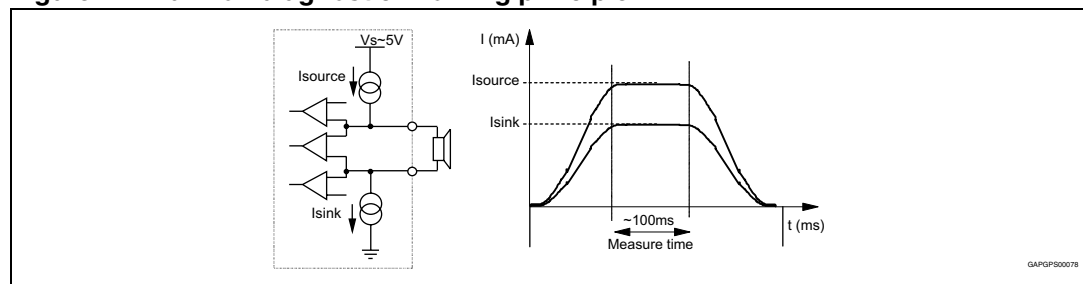 Vs~5V
Isource
Isink
I (mA)
Isource
Isink
~100ms
Measure time
t (ms)
GAPGPS00078